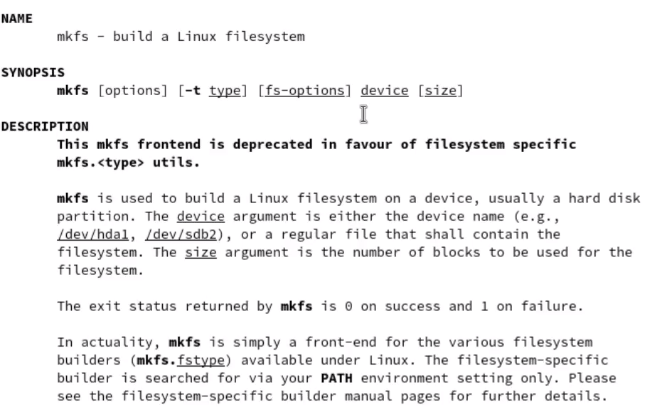 NAME
mkfs - build a Linux filesystem
SYNOPSIS
mkfs [options] [-t type] [fs-options] device [size]
DESCRIPTION
This mkfs frontend is deprecated in favour of filesystem specific
mkfs.<type> utils.
mkfs is used to build a Linux filesystem on a device, usually a hard disk
partition. The device argument is either the device name (e.g.,
/dev/hda1, /dev/sdb2), or a regular file that shall contain the
filesystem. The size argument is the number of blocks to be used for the
filesystem.
The exit status returned by mkfs is 0 on success and 1 on failure.
In actuality, mkfs is simply a front-end for the various filesystem
builders (mkfs.fstype) available under Linux. The filesystem-specific
builder is searched for via your PATH environment setting only. Please
see the filesystem-specific builder manual pages for further details.